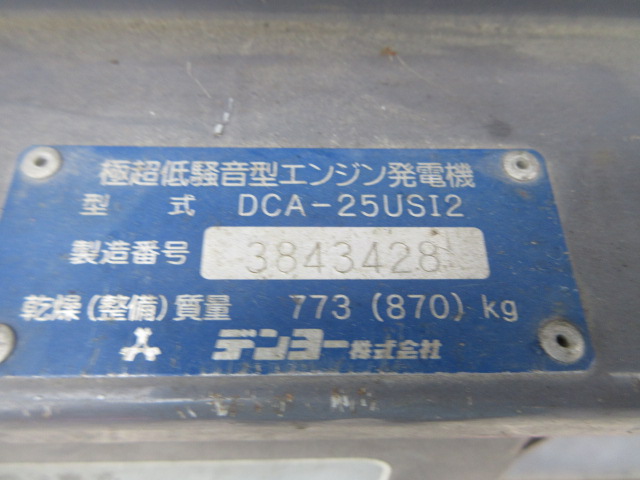 極超低騒音型エンジン発電機
型 式 DCA-25USI2
製造番号 3843428
乾燥(整備)質量 773 (870) kg
デンヨー株式会社